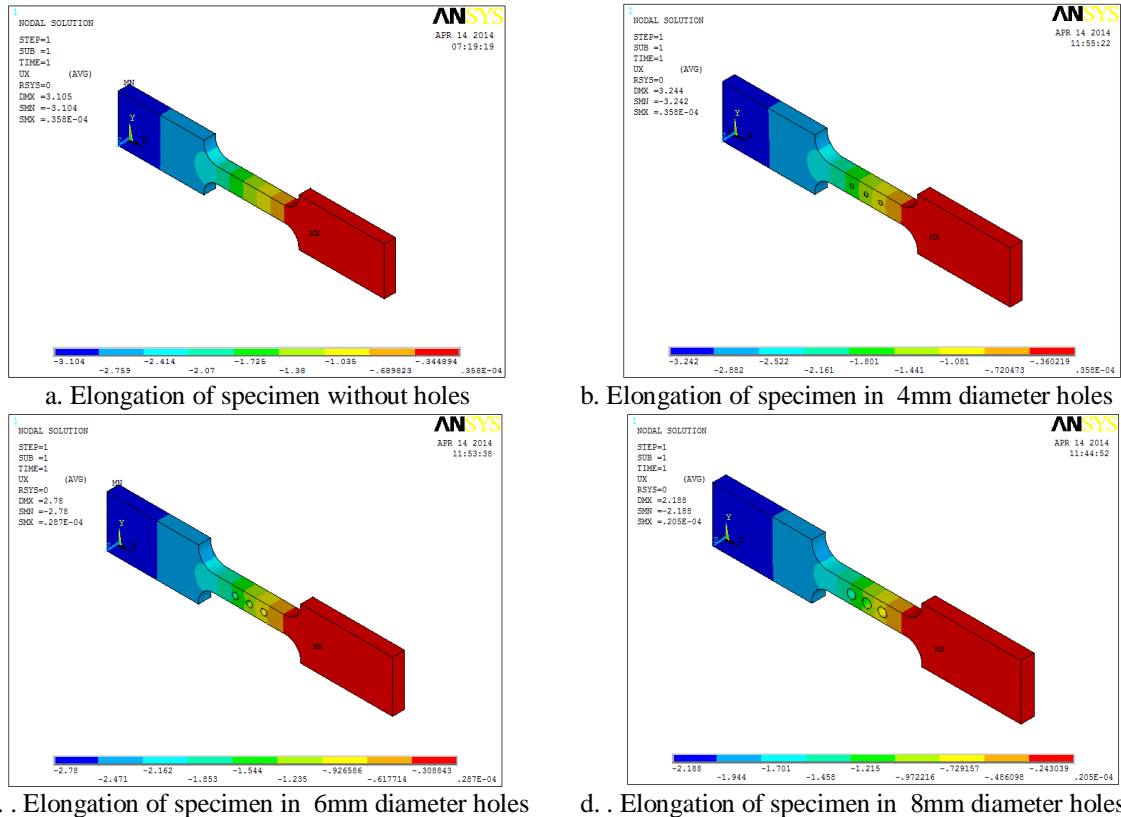 1
NODAL SOLUTION
STEP=1
SUB =1
TIME=1
UX (AVG)
RSYS=0
DMX =3.105
SMN =-3.104
SMX =.358E-04
ANSYS
APR 14 2014
07:19:19
MN
Y
Z X
MX
-3.104 -2.414 -1.725 -1.035 -.344894
-2.759 -2.07 -1.38 -.689823 .358E-04
a. Elongation of specimen without holes
1
NODAL SOLUTION
STEP=1
SUB =1
TIME=1
UX (AVG)
RSYS=0
DMX =3.244
SMN =-3.242
SMX =.358E-04
ANSYS
APR 14 2014
11:55:22
Y
Z X
MX
-3.242 -2.522 -1.801 -1.081 -.360219
-2.882 -2.161 -1.441 -.720473 .358E-04
b. Elongation of specimen in 4mm diameter holes
1
NODAL SOLUTION
STEP=1
SUB =1
TIME=1
UX (AVG)
RSYS=0
DMX =2.78
SMN =-2.78
SMX =.287E-04
ANSYS
APR 14 2014
11:53:38
MN
Y
Z X
MX
-2.78 -2.162 -1.544 -.926586 -.308843
-2.471 -1.853 -1.235 -.617714 .287E-04
. . Elongation of specimen in 6mm diameter holes
1
NODAL SOLUTION
STEP=1
SUB =1
TIME=1
UX (AVG)
RSYS=0
DMX =2.188
SMN =-2.188
SMX =.205E-04
ANSYS
APR 14 2014
11:44:52
Y
Z X
MX
-2.188 -1.701 -1.215 -.729157 -.243039
-1.944 -1.458 -.972216 -.486098 .205E-04
d. . Elongation of specimen in 8mm diameter holes